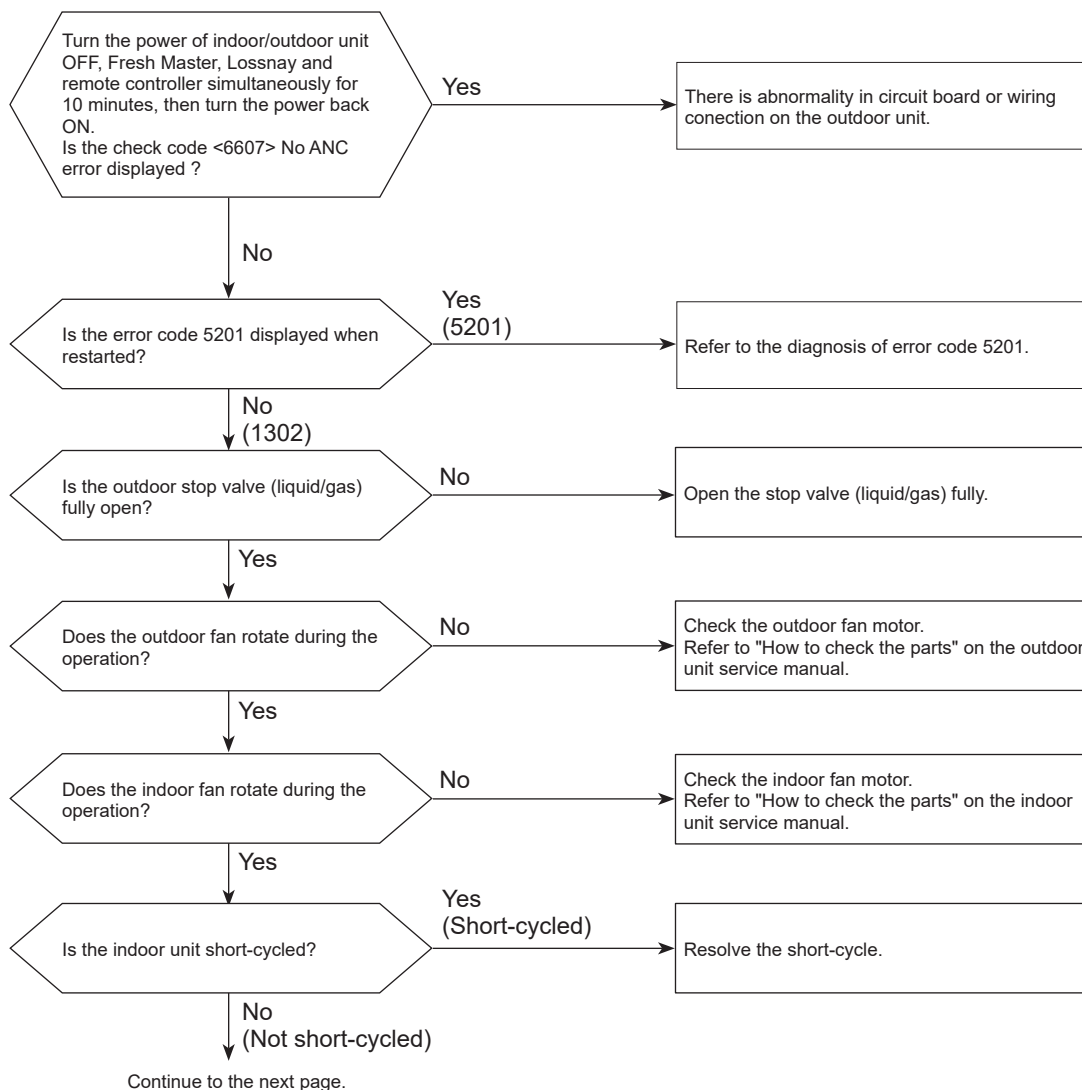 Turn the power of indoor/outdoor unit
OFF, Fresh Master, Lossnay and
remote controller simultaneously for
10 minutes, then turn the power back
ON.
Is the check code <6607> No ANC
error displayed ?
Yes
There is abnormality in circuit board or wiring
conection on the outdoor unit.
No
Is the error code 5201 displayed when
restarted?
Yes
(5201)
Refer to the diagnosis of error code 5201.
No
(1302)
Is the outdoor stop valve (liquid/gas)
fully open?
No
Open the stop valve (liquid/gas) fully.
Yes
Does the outdoor fan rotate during the
operation?
No
Check the outdoor fan motor.
Refer to "How to check the parts" on the outdoor
unit service manual.
Yes
Does the indoor fan rotate during the
operation?
No
Check the indoor fan motor.
Refer to "How to check the parts" on the indoor
unit service manual.
Yes
Is the indoor unit short-cycled?
Yes
(Short-cycled)
Resolve the short-cycle.
No
(Not short-cycled)
Continue to the next page.